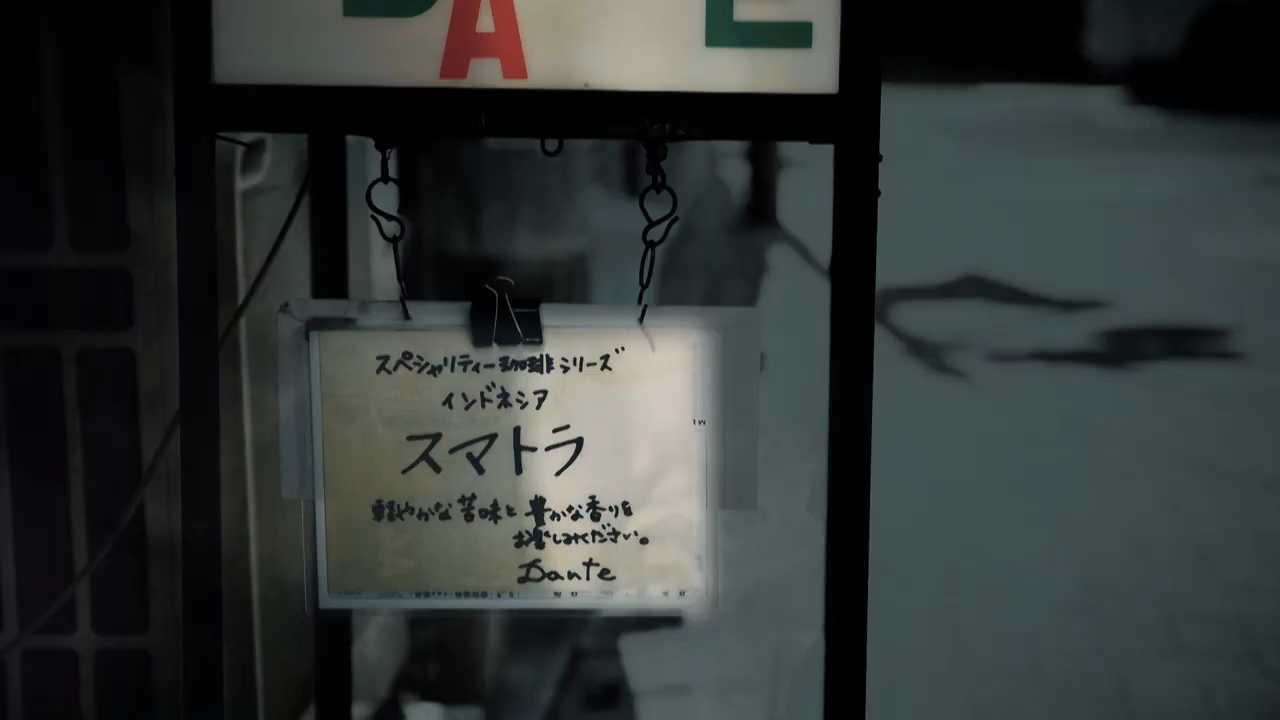 DA E
スペシャリティー珈琲シリーズ
インドネシア
スマトラ
軽やかな苦味と豊かな香りを
お楽しみください。
Dante